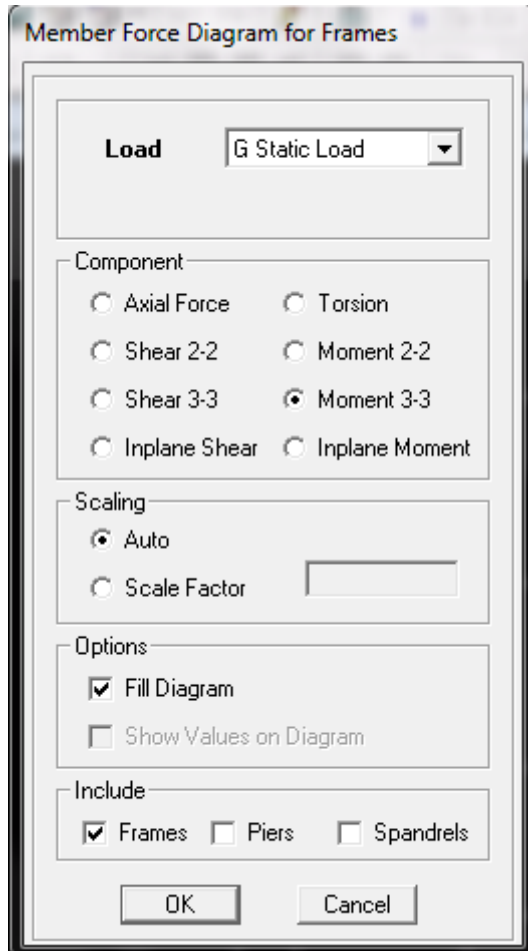 Member Force Diagram for Frames
Load G Static Load
Component
Axial Force Torsion
Shear 2-2 Moment 2-2
Shear 3-3 Moment 3-3
Inplane Shear Inplane Moment
Scaling
Auto
Scale Factor
Options
Fill Diagram
Show Values on Diagram
Include
Frames Piers Spandrels
OK Cancel